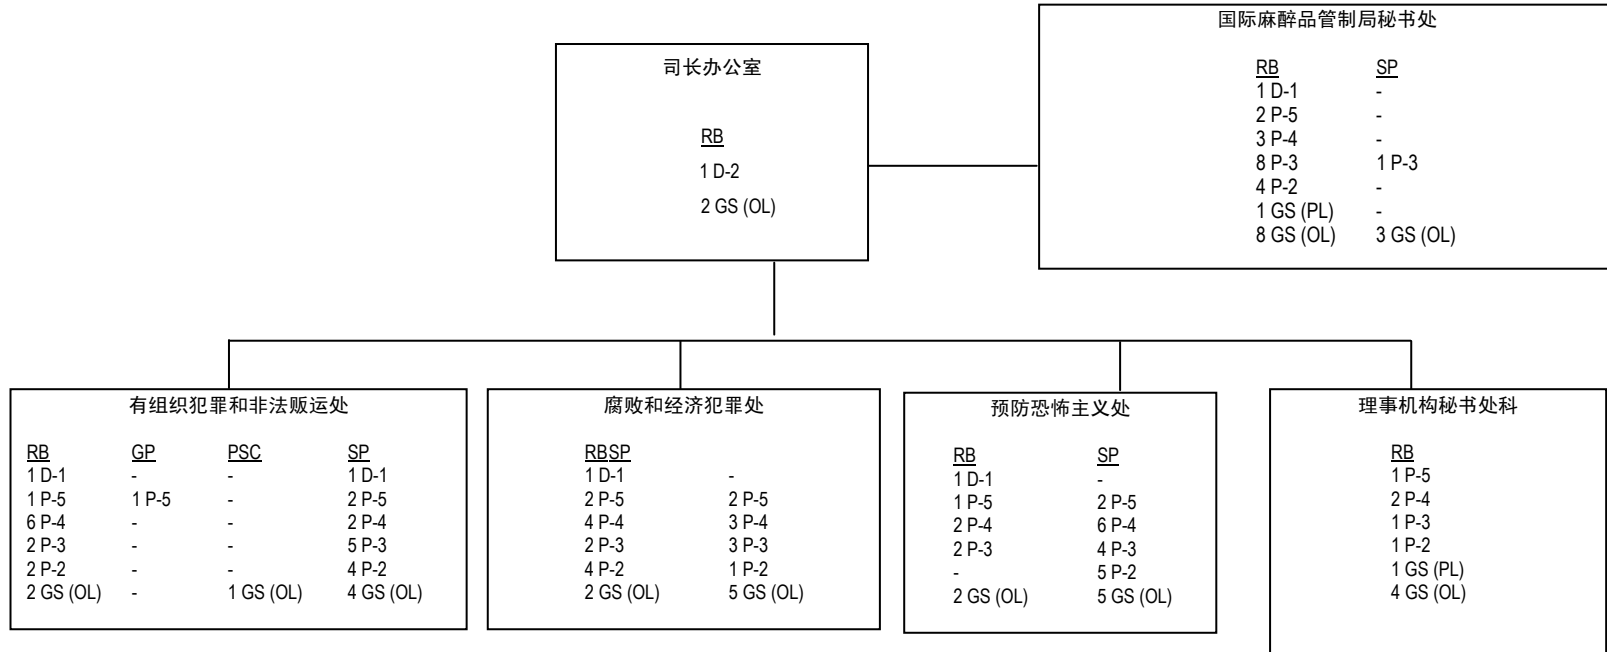 国际麻醉品管制局秘书处
RB SP
1 D-1 -
2 P-5 -
3 P-4 -
8 P-3 1 P-3
4 P-2 -
1 GS (PL) -
8 GS (OL) 3 GS (OL)
司长办公室
RB
1 D-2
2 GS (OL)
有组织犯罪和非法贩运处
RB GP PSC SP
1 D-1 - - 1 D-1
1 P-5 1 P-5 - 2 P-5
6 P-4 - - 2 P-4
2 P-3 - - 5 P-3
2 P-2 - - 4 P-2
2 GS (OL) - 1 GS (OL) 4 GS (OL)
腐败和经济犯罪处
RBSP
1 D-1 -
2 P-5 2 P-5
4 P-4 3 P-4
2 P-3 3 P-3
4 P-2 1 P-2
2 GS (OL) 5 GS (OL)
预防恐怖主义处
RB SP
1 D-1 -
1 P-5 2 P-5
2 P-4 6 P-4
2 P-3 4 P-3
- 5 P-2
2 GS (OL) 5 GS (OL)
理事机构秘书处科
RB
1 P-5
2 P-4
1 P-3
1 P-2
1 GS (PL)
4 GS (OL)